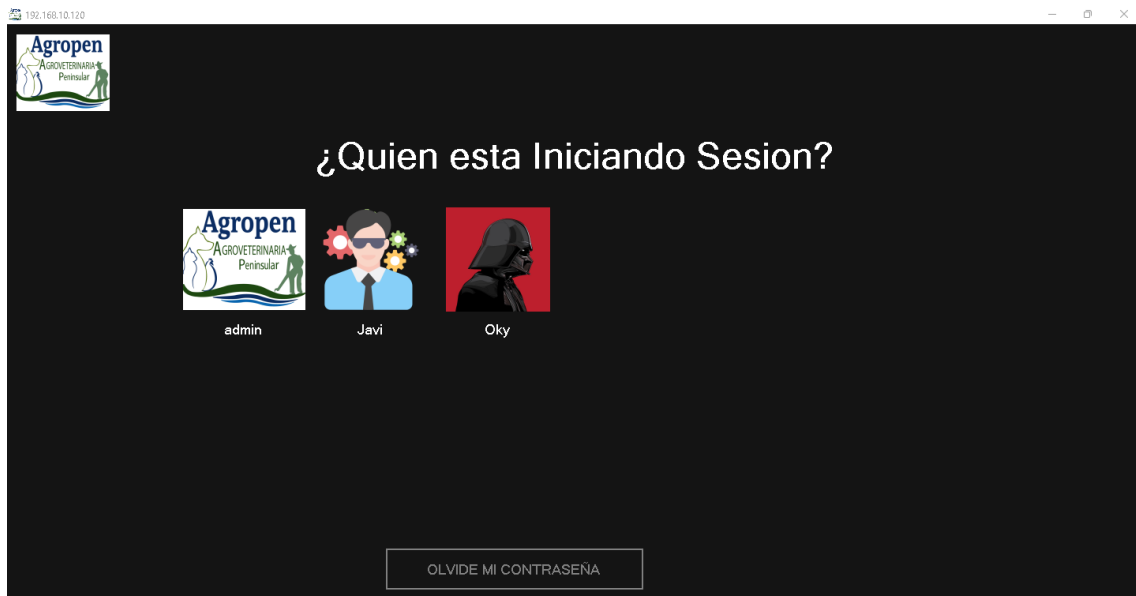 192.168.10.120
Agropen
AGROVETERINARIA
Peninsular
¿Quien esta Iniciando Sesion?
Agropen
AGROVETERINARIA
Peninsular
admin
Javi
Oky
OLVIDE MI CONTRASEÑA